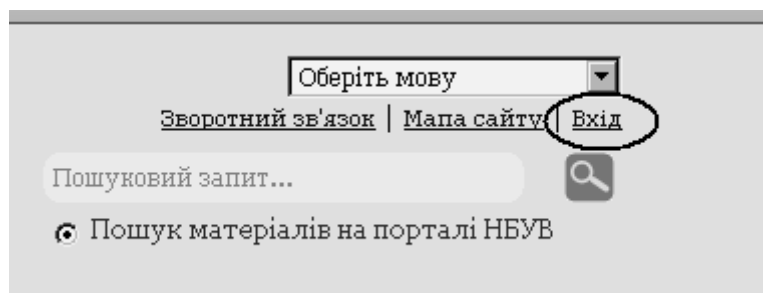 Оберіть мову
Зворотний зв'язок | Мапа сайту | Вхід
Пошуковий запит...
Пошук матеріалів на порталі НБУВ